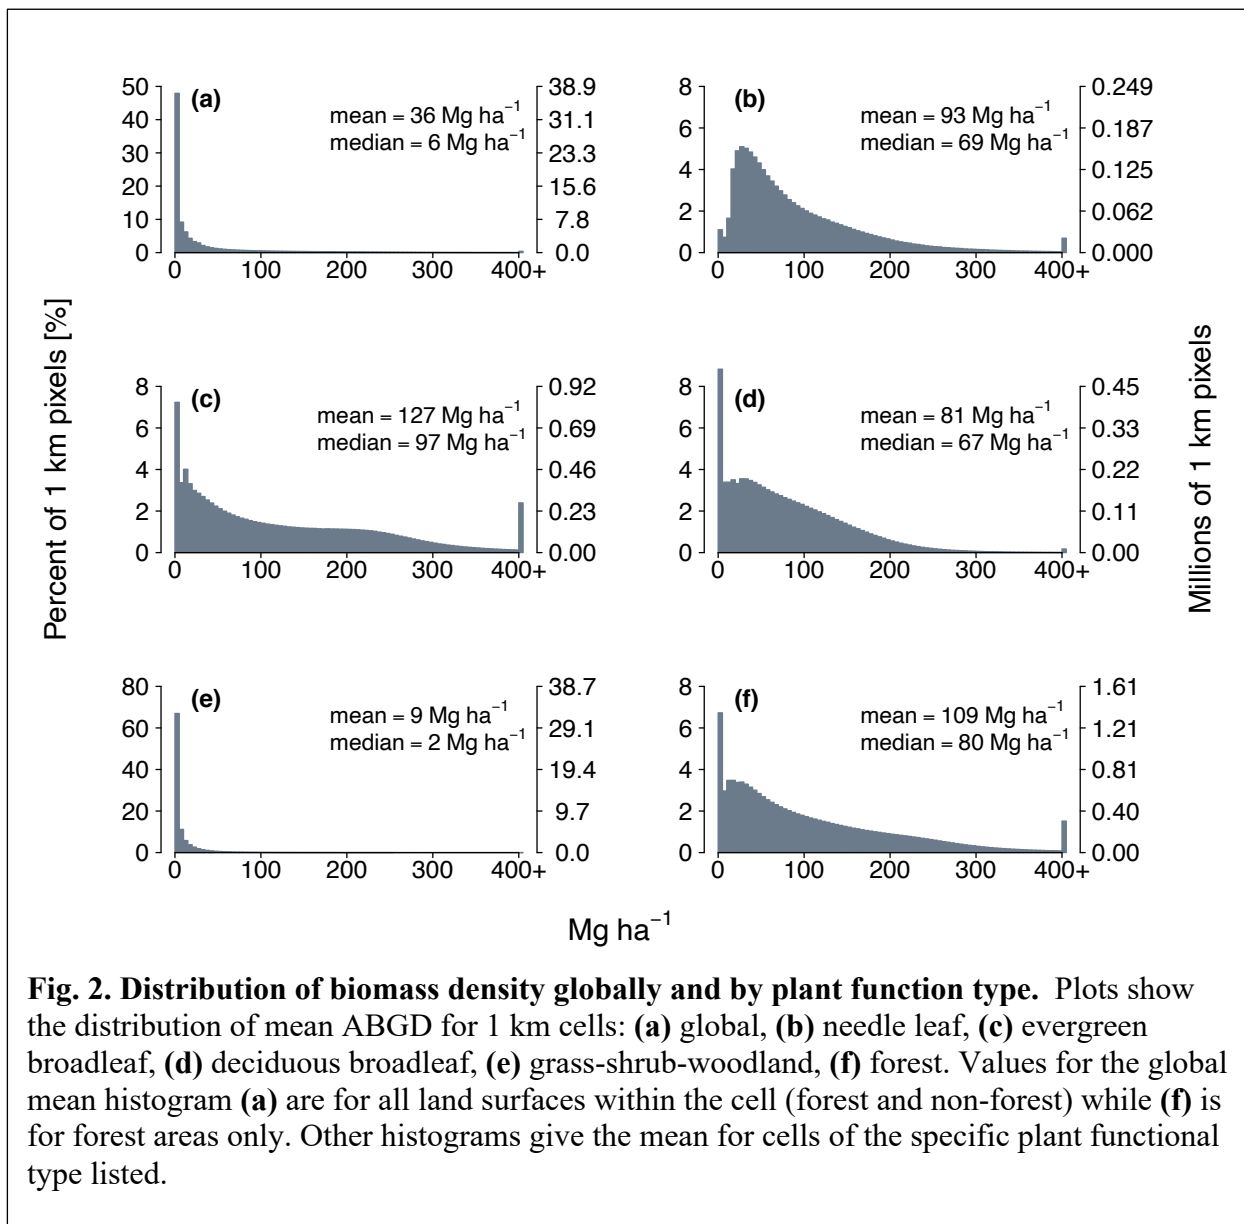 50
40
30
20
10
0
(a)
mean = 36 Mg ha⁻¹
median = 6 Mg ha⁻¹
38.9
31.1
23.3
15.6
7.8
0.0
0 100 200 300 400+
8
6
4
2
0
(b)
mean = 93 Mg ha⁻¹
median = 69 Mg ha⁻¹
0.249
0.187
0.125
0.062
0.000
0 100 200 300 400+
Percent of 1 km pixels [%]
8
6
4
2
0
(c)
mean = 127 Mg ha⁻¹
median = 97 Mg ha⁻¹
0.92
0.69
0.46
0.23
0.00
0 100 200 300 400+
8
6
4
2
0
(d)
mean = 81 Mg ha⁻¹
median = 67 Mg ha⁻¹
0.45
0.33
0.22
0.11
0.00
0 100 200 300 400+
Millions of 1 km pixels
80
60
40
20
0
(e)
mean = 9 Mg ha⁻¹
median = 2 Mg ha⁻¹
38.7
29.1
19.4
9.7
0.0
0 100 200 300 400+
8
6
4
2
0
(f)
mean = 109 Mg ha⁻¹
median = 80 Mg ha⁻¹
1.61
1.21
0.81
0.40
0.00
0 100 200 300 400+
Mg ha⁻¹
Fig. 2. Distribution of biomass density globally and by plant function type. Plots show
the distribution of mean ABGD for 1 km cells: (a) global, (b) needle leaf, (c) evergreen
broadleaf, (d) deciduous broadleaf, (e) grass-shrub-woodland, (f) forest. Values for the global
mean histogram (a) are for all land surfaces within the cell (forest and non-forest) while (f) is
for forest areas only. Other histograms give the mean for cells of the specific plant functional
type listed.